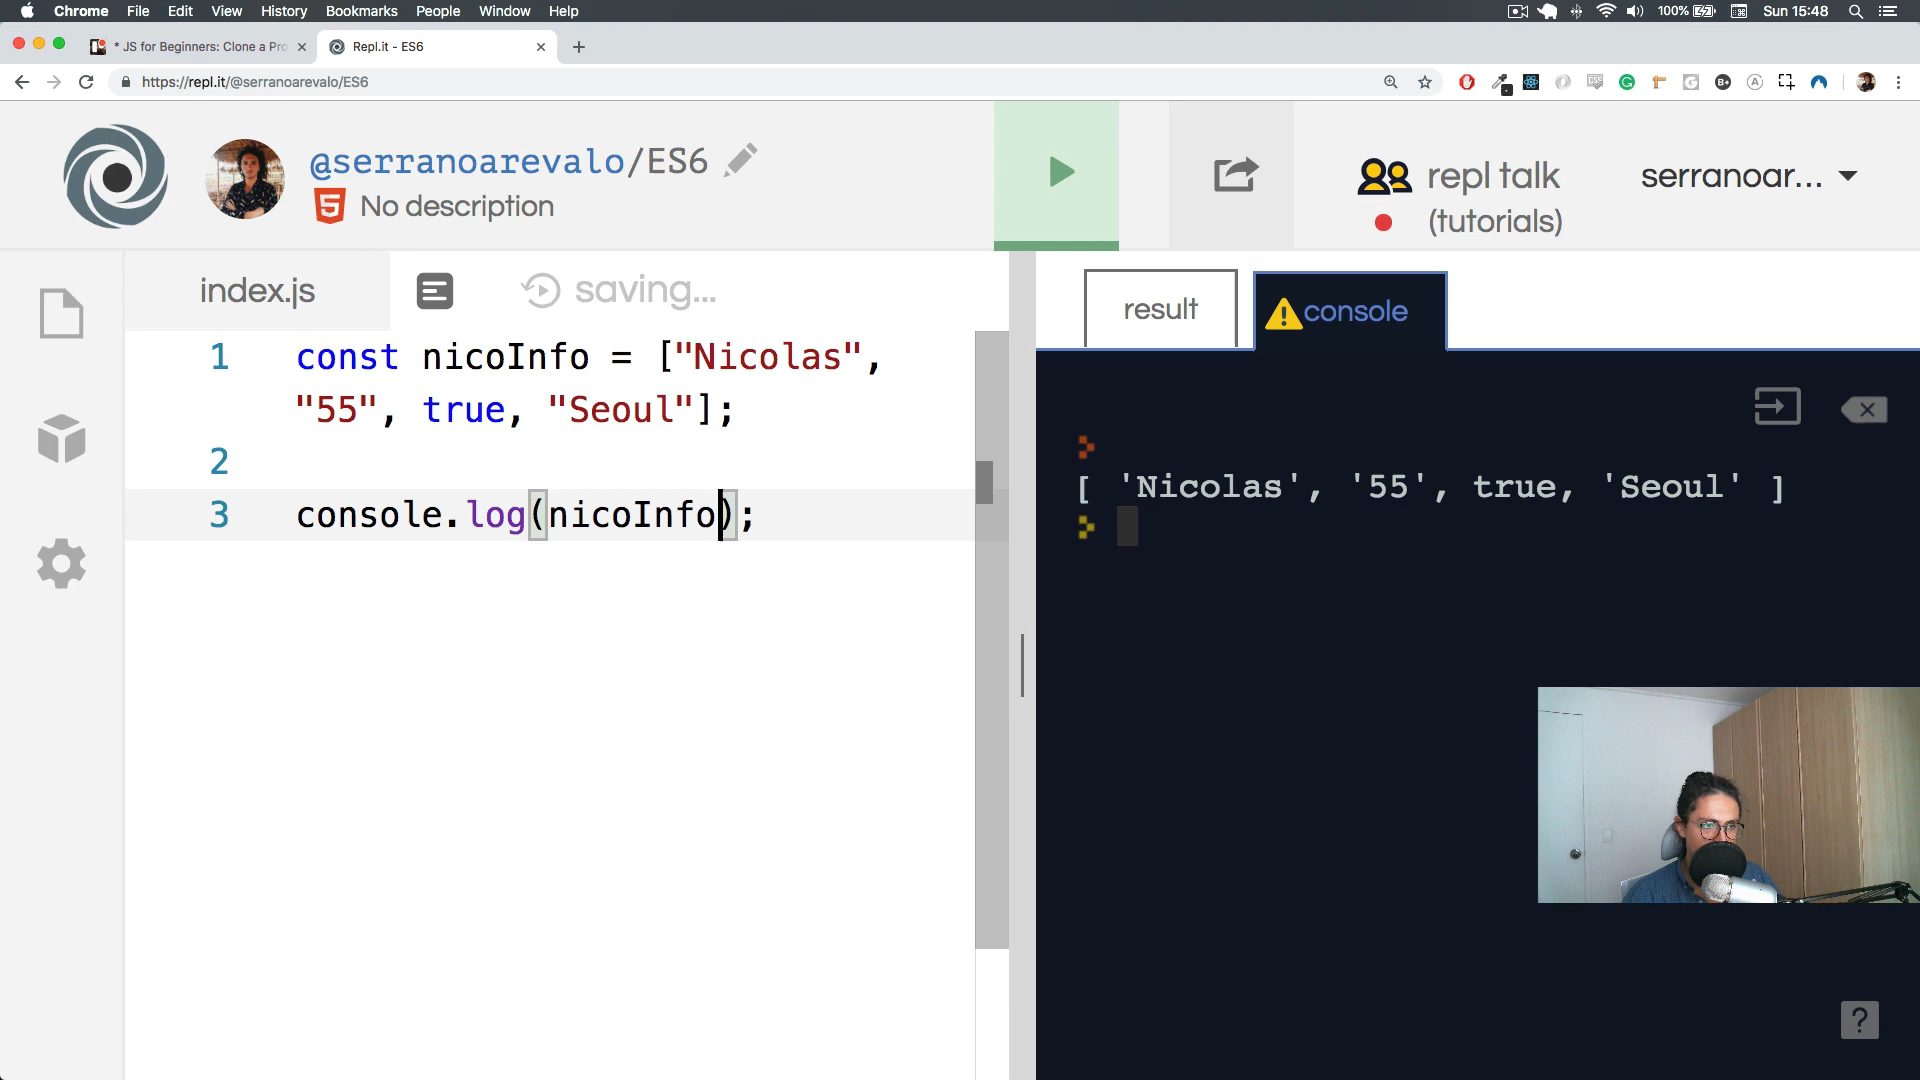 Chrome File Edit View History Bookmarks People Window Help 100% Sun 15:48
* JS for Beginners: Clone a Pro Repl.it - ES6
https://repl.it/@serranoarevalo/ES6
@serranoarevalo/ES6
No description
repl talk
(tutorials)
serranoar...
index.js
saving...
result
console
1 const nicoInfo = ["Nicolas",
"55", true, "Seoul"];
2
3 console.log(nicoInfo);
[ 'Nicolas', '55', true, 'Seoul' ]
?